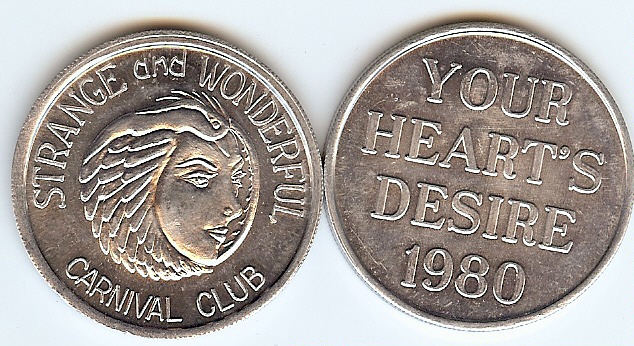 STRANGE and WONDERFUL
CARNIVAL CLUB
YOUR
HEART'S
DESIRE
1980